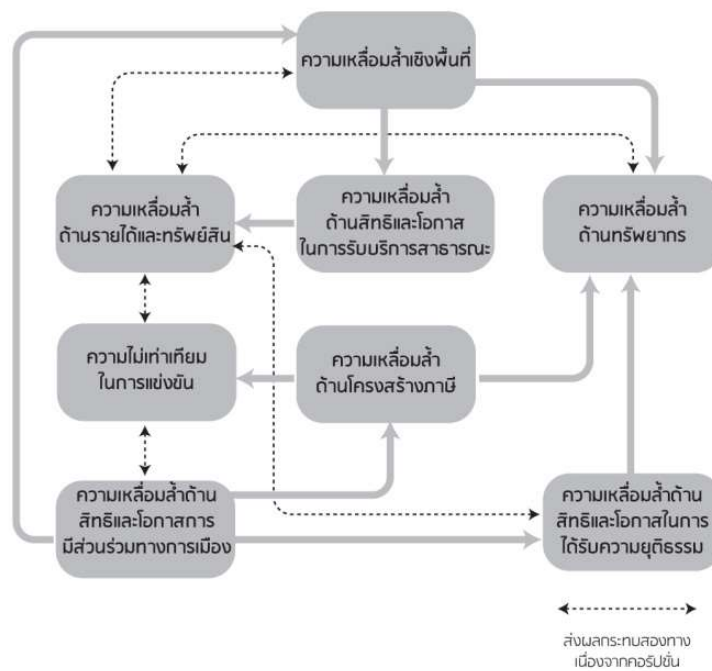 ความเหลื่อมล้ำเชิงพื้นที่
ความเหลื่อมล้ำ
ด้านรายได้และทรัพย์สิน
ความเหลื่อมล้ำ
ด้านสิทธิและโอกาส
ในการรับบริการสาธารณะ
ความเหลื่อมล้ำ
ด้านทรัพยากร
ความไม่เท่าเทียม
ในการแข่งขัน
ความเหลื่อมล้ำ
ด้านโครงสร้างภาษี
ความเหลื่อมล้ำด้าน
สิทธิและโอกาสการ
มีส่วนร่วมทางการเมือง
ความเหลื่อมล้ำด้าน
สิทธิและโอกาสในการ
ได้รับความยุติธรรม
ส่งผลกระทบสองทาง
เนื่องจากคอรัปชั่น